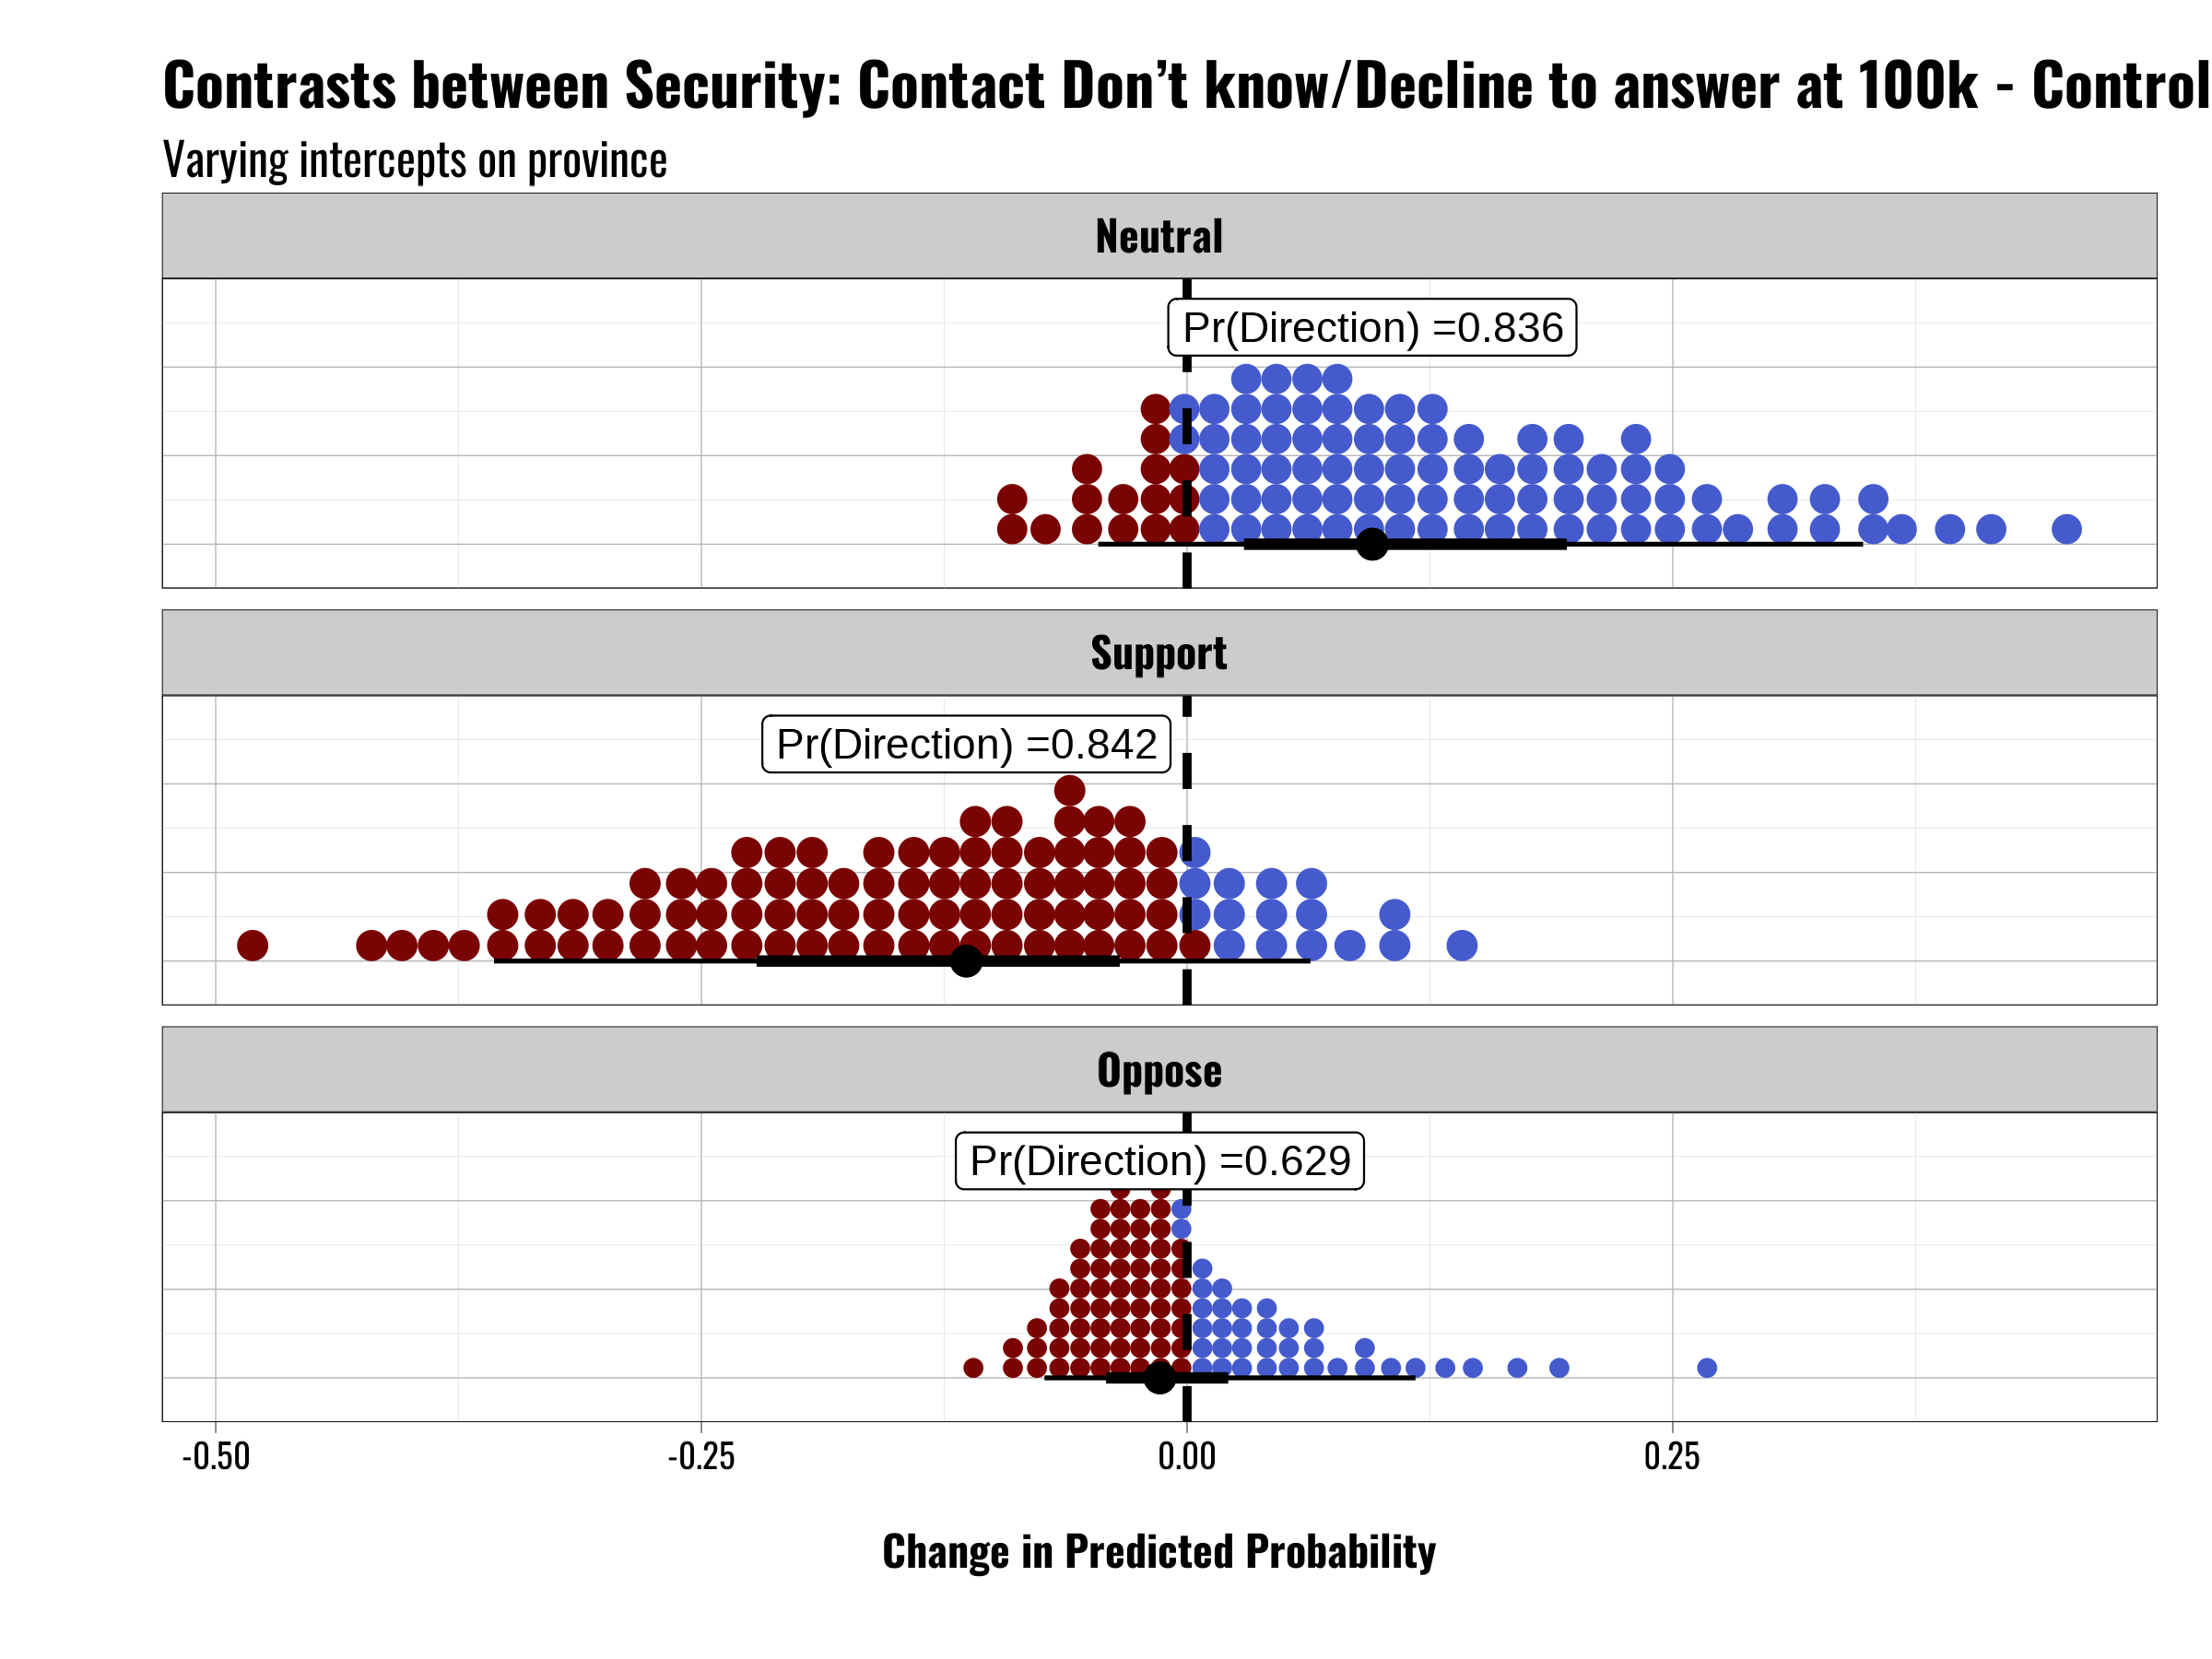 Contrasts between Security: Contact Don’t know/Decline to answer at 100k - Control
Varying intercepts on province
Neutral
Pr(Direction) =0.836
Support
Pr(Direction) =0.842
Oppose
Pr(Direction) =0.629
-0.50
-0.25
0.00
0.25
Change in Predicted Probability